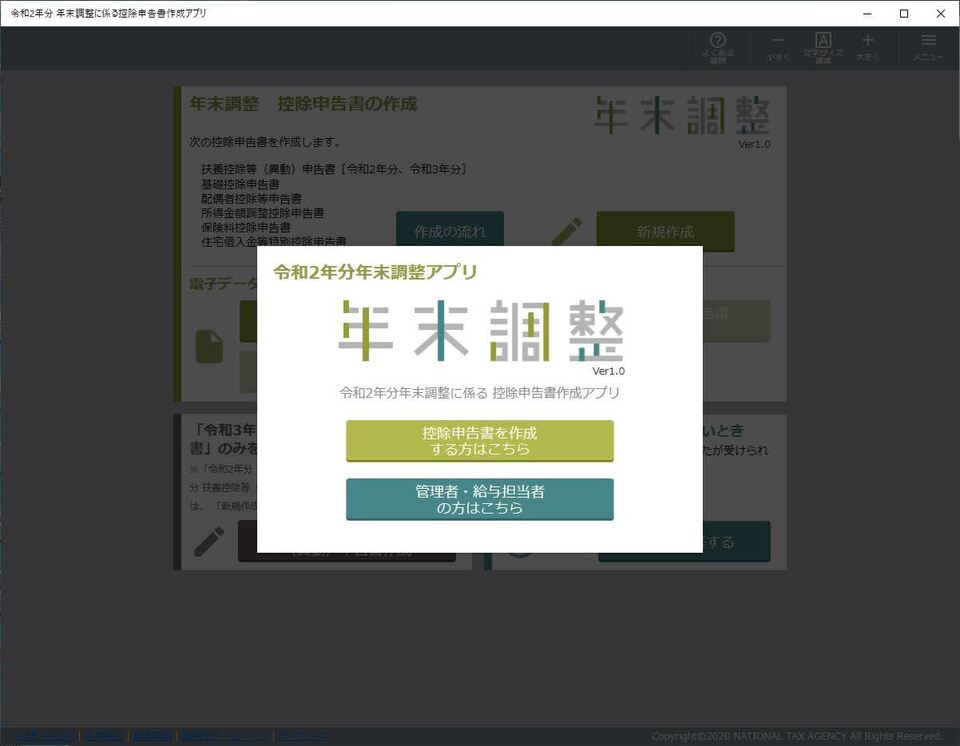 令和2年分 年末調整に係る控除申告書作成アプリ
よくある
質問
小さく
文字サイズ
標準
大きく
メニュー
年末調整 控除申告書の作成
年末調整
Ver1.0
次の控除申告書を作成します。
扶養控除等（異動）申告書［令和2年分、令和3年分］
基礎控除申告書
配偶者控除等申告書
所得金額調整控除申告書
保険料控除申告書
住宅借入金等特別控除申告書
作成の流れ
新規作成
電子データ
告書
令和2年分年末調整アプリ
年末調整
Ver1.0
令和2年分年末調整に係る 控除申告書作成アプリ
控除申告書を作成
する方はこちら
管理者・給与担当者
の方はこちら
「令和3年
書」のみを
※「令和2年分
分 扶養控除等
は、「新規作成
いとき
たが受けられ
する
Copyright©2020 NATIONAL TAX AGENCY All Rights Reserved.